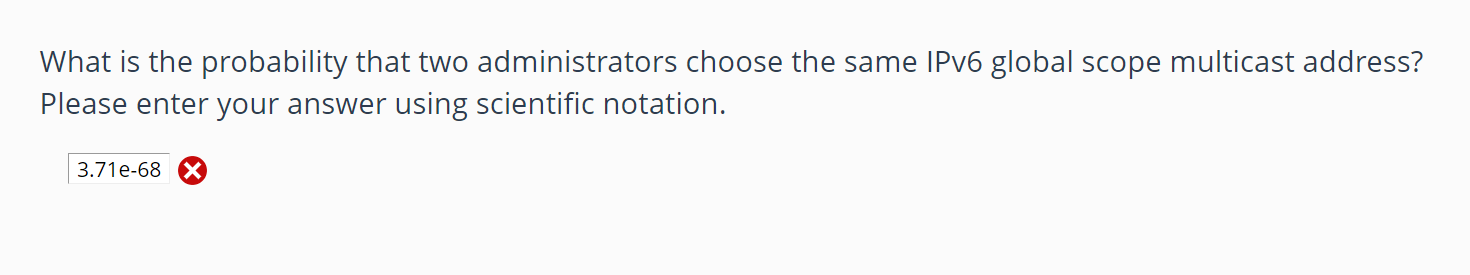 What is the probability that two administrators choose the same IPv6 global scope multicast address?
Please enter your answer using scientific notation.
3.71e-68